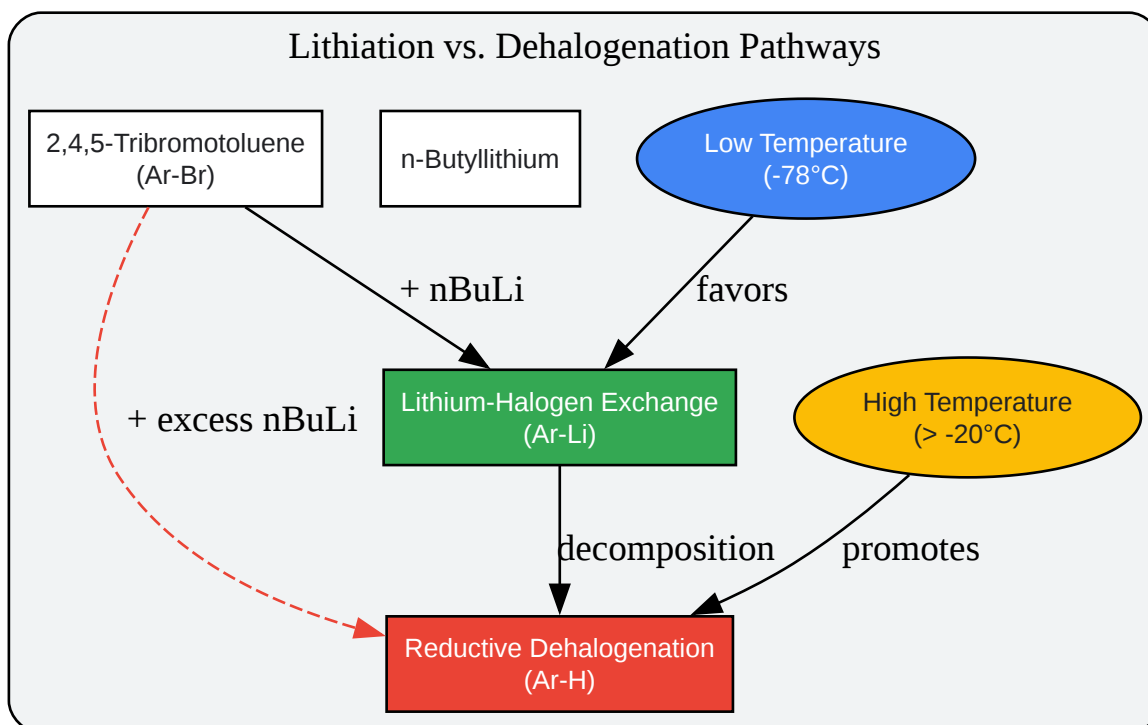 Lithiation vs. Dehalogenation Pathways
2,4,5-Tribromotoluene
(Ar-Br)
n-Butyllithium
Low Temperature
(-78°C)
+ nBuLi
favors
Lithium-Halogen Exchange
(Ar-Li)
High Temperature
(> -20°C)
+ excess nBuLi
decomposition
promotes
Reductive Dehalogenation
(Ar-H)